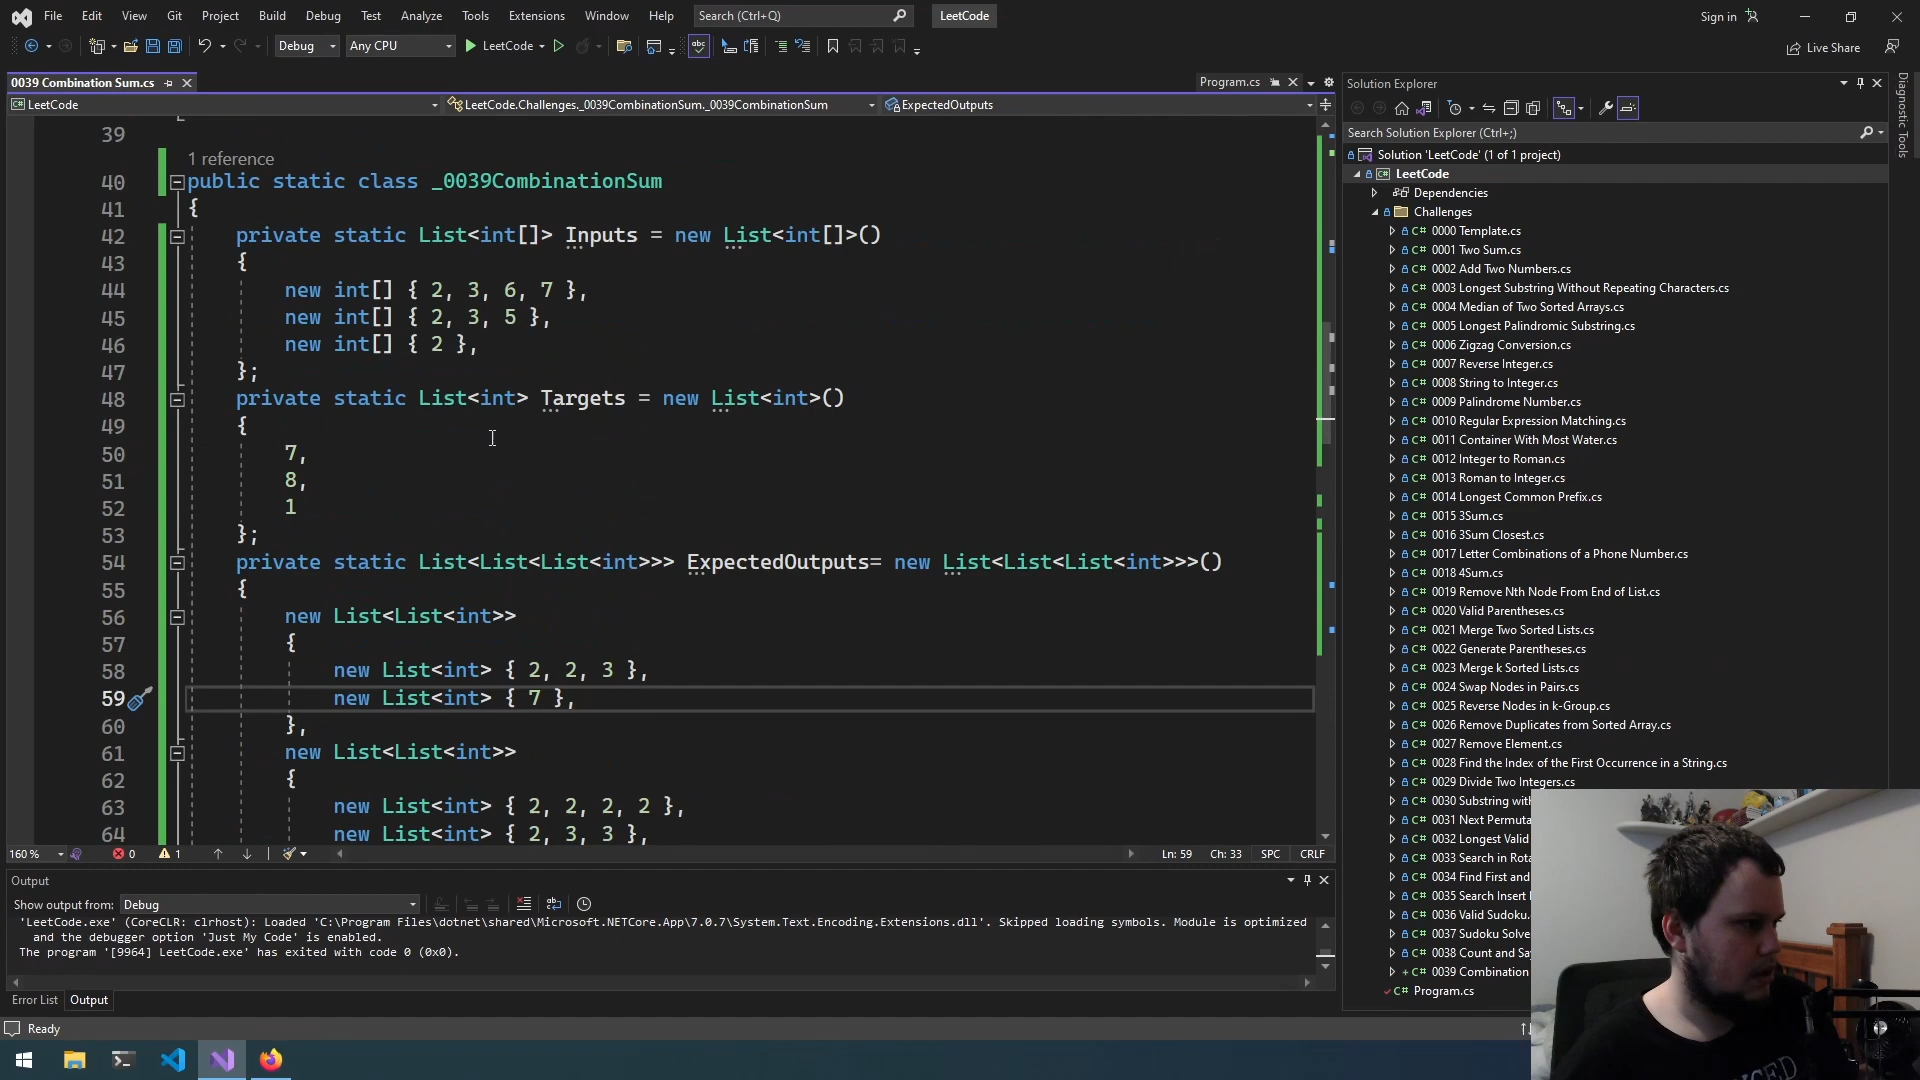 File Edit View Git Project Build Debug Test Analyze Tools Extensions Window Help Search (Ctrl+Q) LeetCode Sign in
Debug Any CPU LeetCode Live Share
0039 Combination Sum.cs Program.cs
LeetCode LeetCode.Challenges._0039CombinationSum._0039CombinationSum ExpectedOutputs
39
1 reference
40 public static class _0039CombinationSum
41 {
42 private static List<int[]> Inputs = new List<int[]>()
43 {
44 new int[] { 2, 3, 6, 7 },
45 new int[] { 2, 3, 5 },
46 new int[] { 2 },
47 };
48 private static List<int> Targets = new List<int>()
49 {
50 7,
51 8,
52 1
53 };
54 private static List<List<List<int>>> ExpectedOutputs= new List<List<List<int>>>()
55 {
56 new List<List<int>>
57 {
58 new List<int> { 2, 2, 3 },
59 new List<int> { 7 },
60 },
61 new List<List<int>>
62 {
63 new List<int> { 2, 2, 2, 2 },
64 new List<int> { 2, 3, 3 },
160 % 0 1 Ln: 59 Ch: 33 SPC CRLF
Output
Show output from: Debug
'LeetCode.exe' (CoreCLR: clrhost): Loaded 'C:\Program Files\dotnet\shared\Microsoft.NETCore.App\7.0.7\System.Text.Encoding.Extensions.dll'. Skipped loading symbols. Module is optimized
and the debugger option 'Just My Code' is enabled.
The program '[9964] LeetCode.exe' has exited with code 0 (0x0).
Error List Output
Ready
Solution Explorer
Search Solution Explorer (Ctrl+;)
Solution 'LeetCode' (1 of 1 project)
LeetCode
Dependencies
Challenges
C# 0000 Template.cs
C# 0001 Two Sum.cs
C# 0002 Add Two Numbers.cs
C# 0003 Longest Substring Without Repeating Characters.cs
C# 0004 Median of Two Sorted Arrays.cs
C# 0005 Longest Palindromic Substring.cs
C# 0006 Zigzag Conversion.cs
C# 0007 Reverse Integer.cs
C# 0008 String to Integer.cs
C# 0009 Palindrome Number.cs
C# 0010 Regular Expression Matching.cs
C# 0011 Container With Most Water.cs
C# 0012 Integer to Roman.cs
C# 0013 Roman to Integer.cs
C# 0014 Longest Common Prefix.cs
C# 0015 3Sum.cs
C# 0016 3Sum Closest.cs
C# 0017 Letter Combinations of a Phone Number.cs
C# 0018 4Sum.cs
C# 0019 Remove Nth Node From End of List.cs
C# 0020 Valid Parentheses.cs
C# 0021 Merge Two Sorted Lists.cs
C# 0022 Generate Parentheses.cs
C# 0023 Merge k Sorted Lists.cs
C# 0024 Swap Nodes in Pairs.cs
C# 0025 Reverse Nodes in k-Group.cs
C# 0026 Remove Duplicates from Sorted Array.cs
C# 0027 Remove Element.cs
C# 0028 Find the Index of the First Occurrence in a String.cs
C# 0029 Divide Two Integers.cs
C# 0030 Substring wit
C# 0031 Next Permuta
C# 0032 Longest Valid
C# 0033 Search in Rota
C# 0034 Find First and
C# 0035 Search Insert
C# 0036 Valid Sudoku.
C# 0037 Sudoku Solve
C# 0038 Count and Sa
C# 0039 Combination
C# Program.cs
Diagnostic Tools